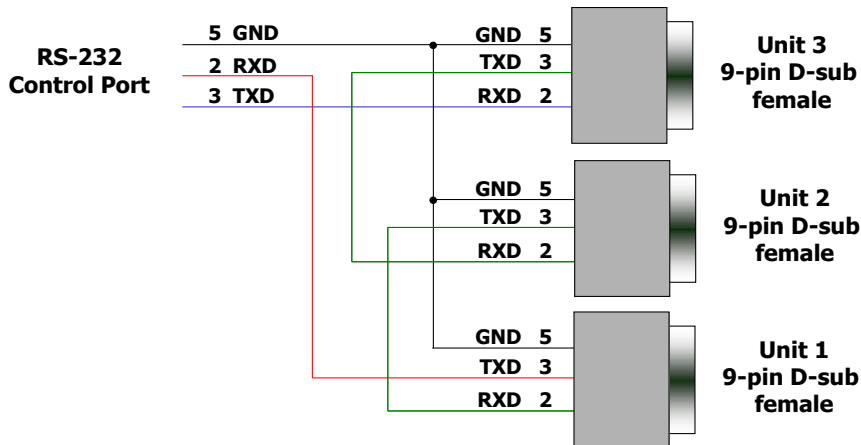 RS-232
Control Port
5 GND
2 RXD
3 TXD
GND 5
TXD 3
RXD 2
Unit 3
9-pin D-sub
female
GND 5
TXD 3
RXD 2
Unit 2
9-pin D-sub
female
GND 5
TXD 3
RXD 2
Unit 1
9-pin D-sub
female